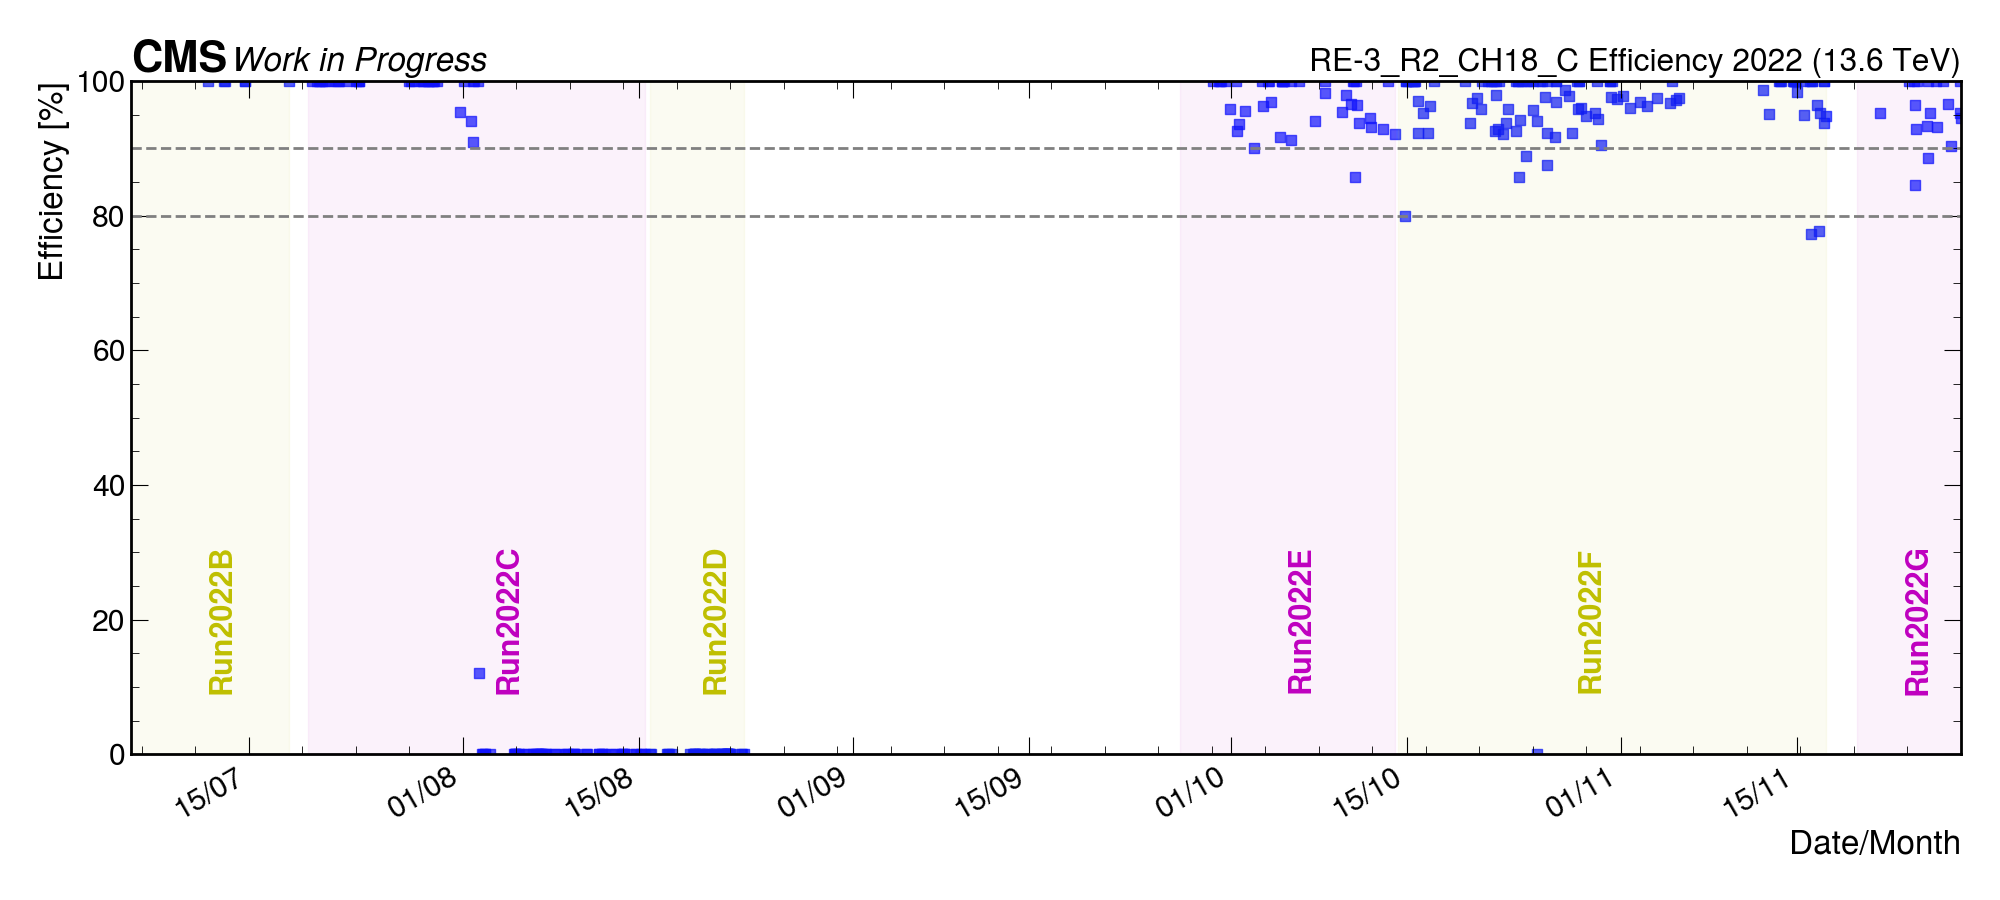 CMS Work in Progress
RE-3_R2_CH18_C Efficiency 2022 (13.6 TeV)
Efficiency [%]
100
80
60
40
20
0
Run2022B
Run2022C
Run2022D
Run2022E
Run2022F
Run2022G
15/07
01/08
15/08
01/09
15/09
01/10
15/10
01/11
15/11
Date/Month